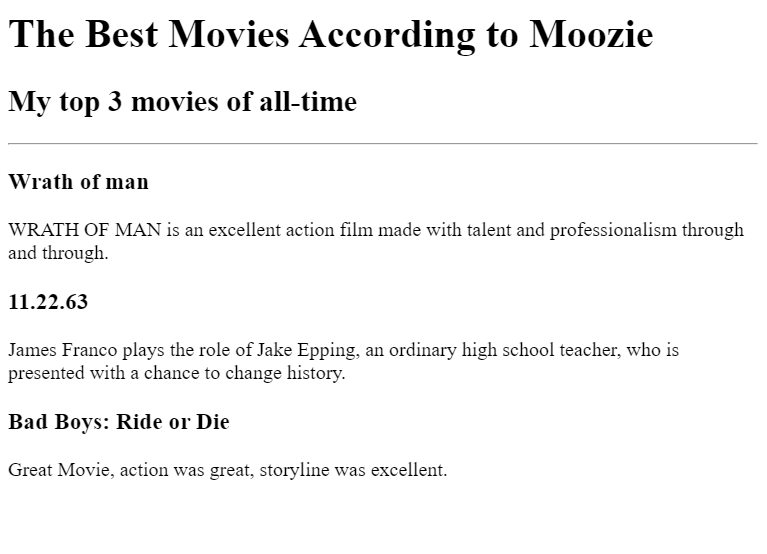 The Best Movies According to Moozie
My top 3 movies of all-time
Wrath of man
WRATH OF MAN is an excellent action film made with talent and professionalism through
and through.
11.22.63
James Franco plays the role of Jake Epping, an ordinary high school teacher, who is
presented with a chance to change history.
Bad Boys: Ride or Die
Great Movie, action was great, storyline was excellent.